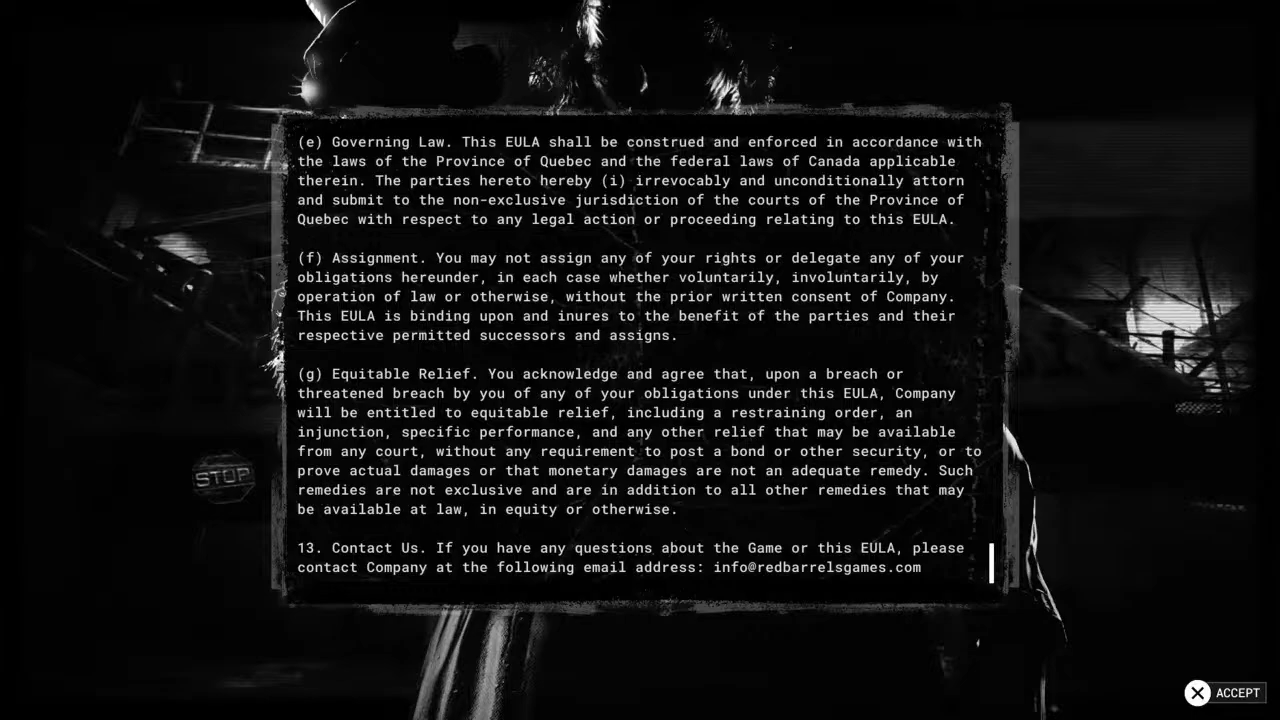 (e) Governing Law. This EULA shall be construed and enforced in accordance with
the laws of the Province of Quebec and the federal laws of Canada applicable
therein. The parties hereto hereby (i) irrevocably and unconditionally attorn
and submit to the non-exclusive jurisdiction of the courts of the Province of
Quebec with respect to any legal action or proceeding relating to this EULA.
(f) Assignment. You may not assign any of your rights or delegate any of your
obligations hereunder, in each case whether voluntarily, involuntarily, by
operation of law or otherwise, without the prior written consent of Company.
This EULA is binding upon and inures to the benefit of the parties and their
respective permitted successors and assigns.
(g) Equitable Relief. You acknowledge and agree that, upon a breach or
threatened breach by you of any of your obligations under this EULA, Company
will be entitled to equitable relief, including a restraining order, an
injunction, specific performance, and any other relief that may be available
from any court, without any requirement to post a bond or other security, or to
prove actual damages or that monetary damages are not an adequate remedy. Such
remedies are not exclusive and are in addition to all other remedies that may
be available at law, in equity or otherwise.
13. Contact Us. If you have any questions about the Game or this EULA, please
contact Company at the following email address: info@redbarrelsgames.com
STOP
ACCEPT